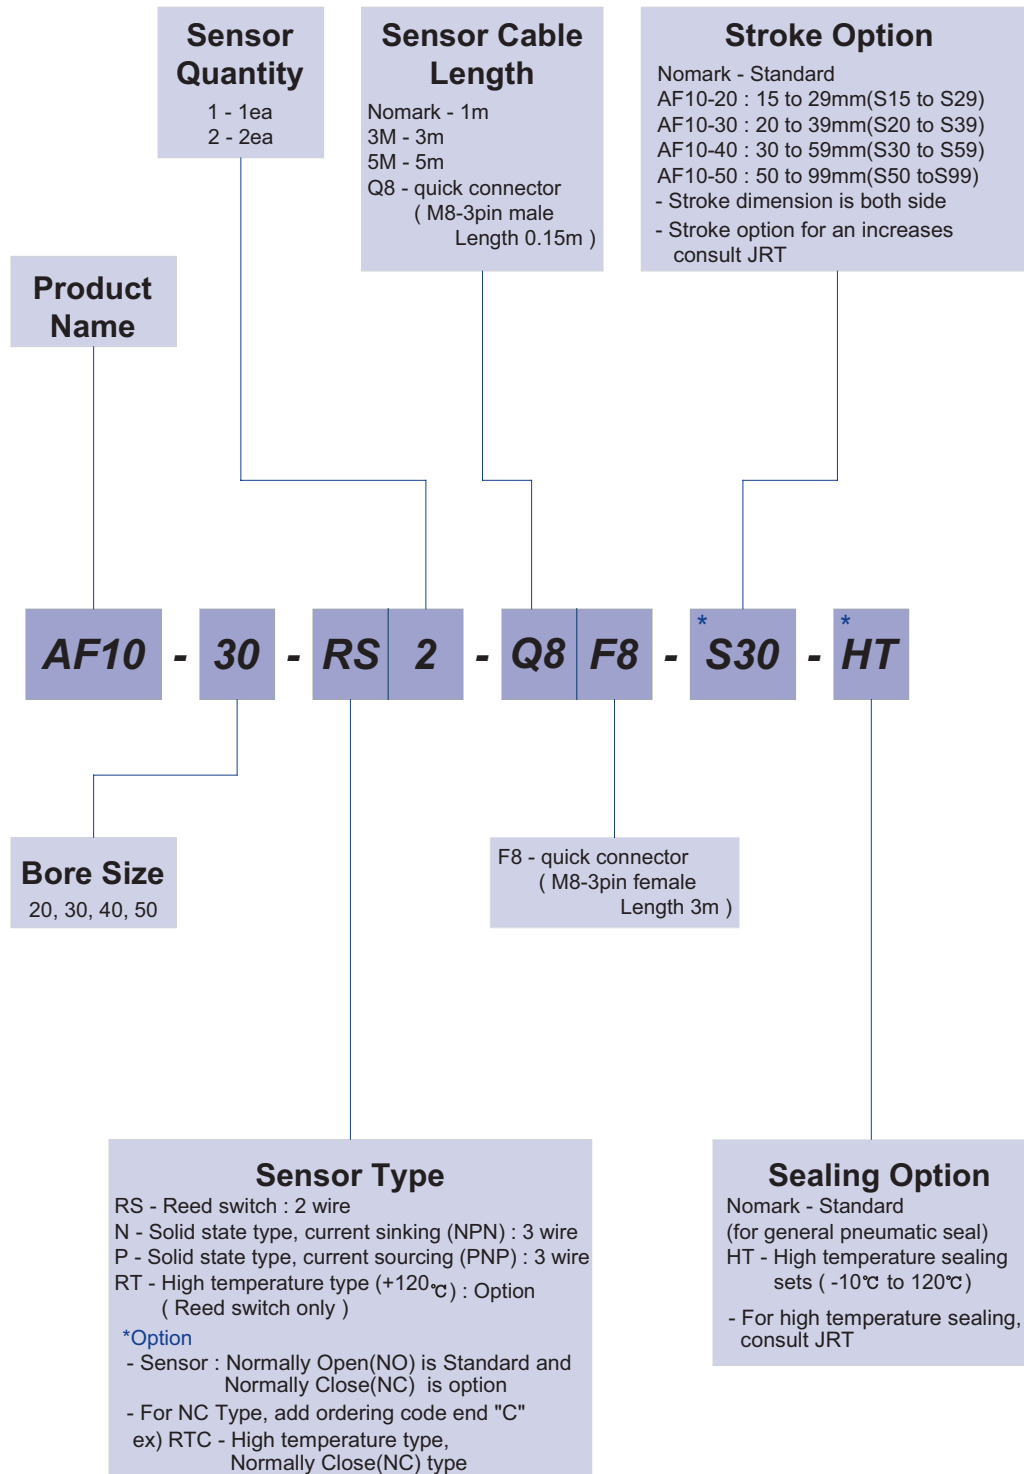 Sensor
Quantity
1 - 1ea
2 - 2ea
Sensor Cable
Length
Nomark - 1m
3M - 3m
5M - 5m
Q8 - quick connector
( M8-3pin male
Length 0.15m )
Stroke Option
Nomark - Standard
AF10-20 : 15 to 29mm(S15 to S29)
AF10-30 : 20 to 39mm(S20 to S39)
AF10-40 : 30 to 59mm(S30 to S59)
AF10-50 : 50 to 99mm(S50 toS99)
- Stroke dimension is both side
- Stroke option for an increases
consult JRT
Product
Name
AF10 - 30 - RS 2 - Q8 F8 - *S30 - *HT
Bore Size
20, 30, 40, 50
F8 - quick connector
( M8-3pin female
Length 3m )
Sensor Type
RS - Reed switch : 2 wire
N - Solid state type, current sinking (NPN) : 3 wire
P - Solid state type, current sourcing (PNP) : 3 wire
RT - High temperature type (+120℃) : Option
( Reed switch only )
*Option
- Sensor : Normally Open(NO) is Standard and
Normally Close(NC) is option
- For NC Type, add ordering code end "C"
ex) RTC - High temperature type,
Normally Close(NC) type
Sealing Option
Nomark - Standard
(for general pneumatic seal)
HT - High temperature sealing
sets ( -10℃ to 120℃)
- For high temperature sealing,
consult JRT